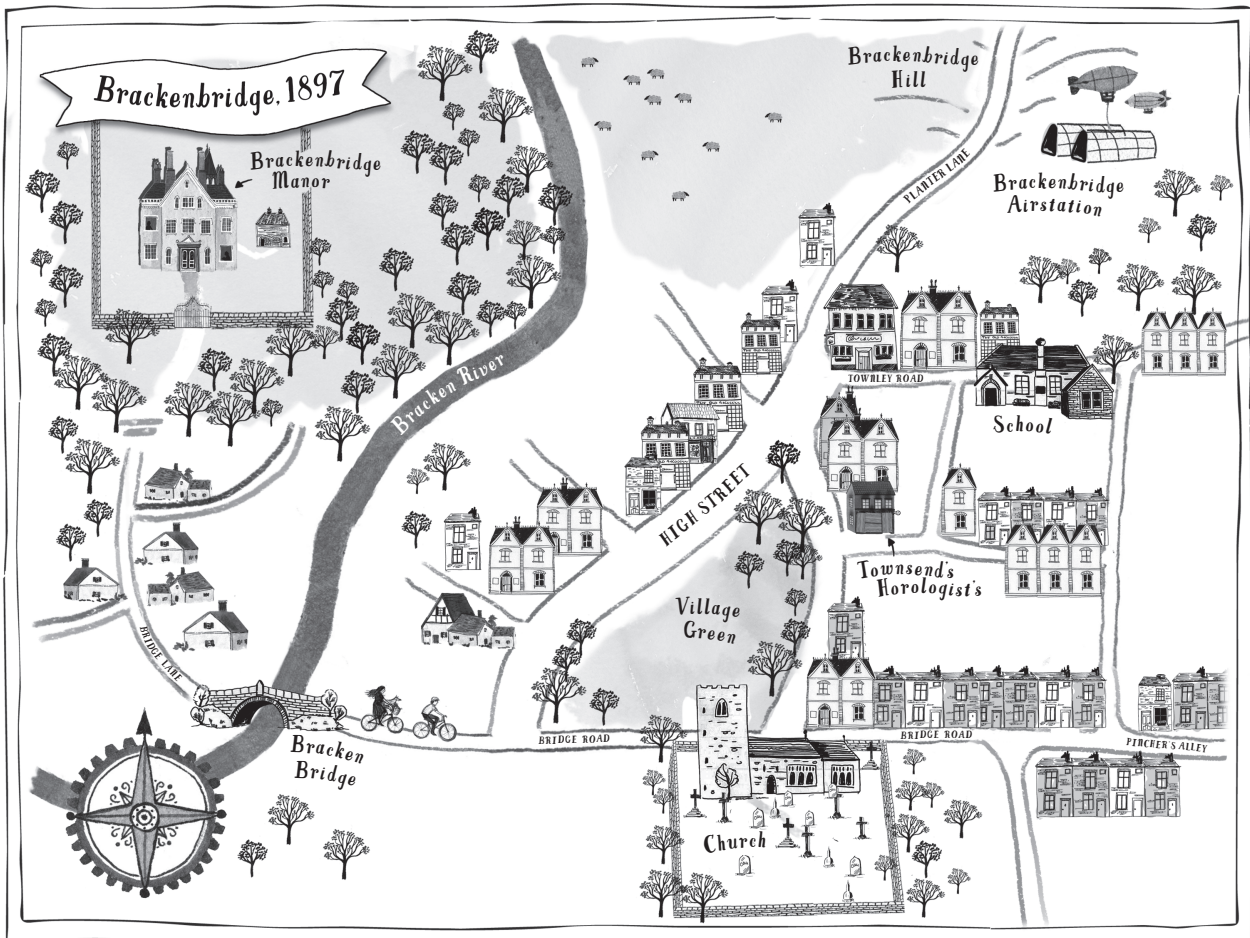 Brackenbridge, 1897
Brackenbridge
Hill
Brackenbridge
Manor
PLANTER LANE
Brackenbridge
Airstation
Bracken River
TOWNLEY ROAD
School
HIGH STREET
Townsend's
Horologist's
Village
Green
BRIDGE LANE
Bracken
Bridge
BRIDGE ROAD
BRIDGE ROAD
PINCHER'S ALLEY
Church